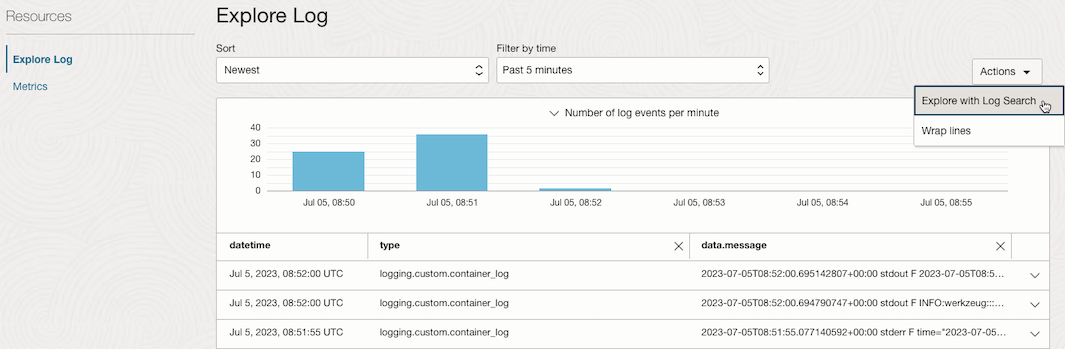 Resources
Explore Log
Metrics
Explore Log
Sort
Filter by time
Newest
Past 5 minutes
Actions
Explore with Log Search
Wrap lines
Number of log events per minute
40
30
20
10
0
Jul 05, 08:50
Jul 05, 08:51
Jul 05, 08:52
Jul 05, 08:53
Jul 05, 08:54
Jul 05, 08:55
datetime type data.message
Jul 5, 2023, 08:52:00 UTC logging.custom.container_log 2023-07-05T08:52:00.695142807+00:00 stdout F 2023-07-05T08:5...
Jul 5, 2023, 08:52:00 UTC logging.custom.container_log 2023-07-05T08:52:00.694790747+00:00 stdout F INFO:werkzeug:::...
Jul 5, 2023, 08:51:55 UTC logging.custom.container_log 2023-07-05T08:51:55.077140592+00:00 stderr F time="2023-07-05...